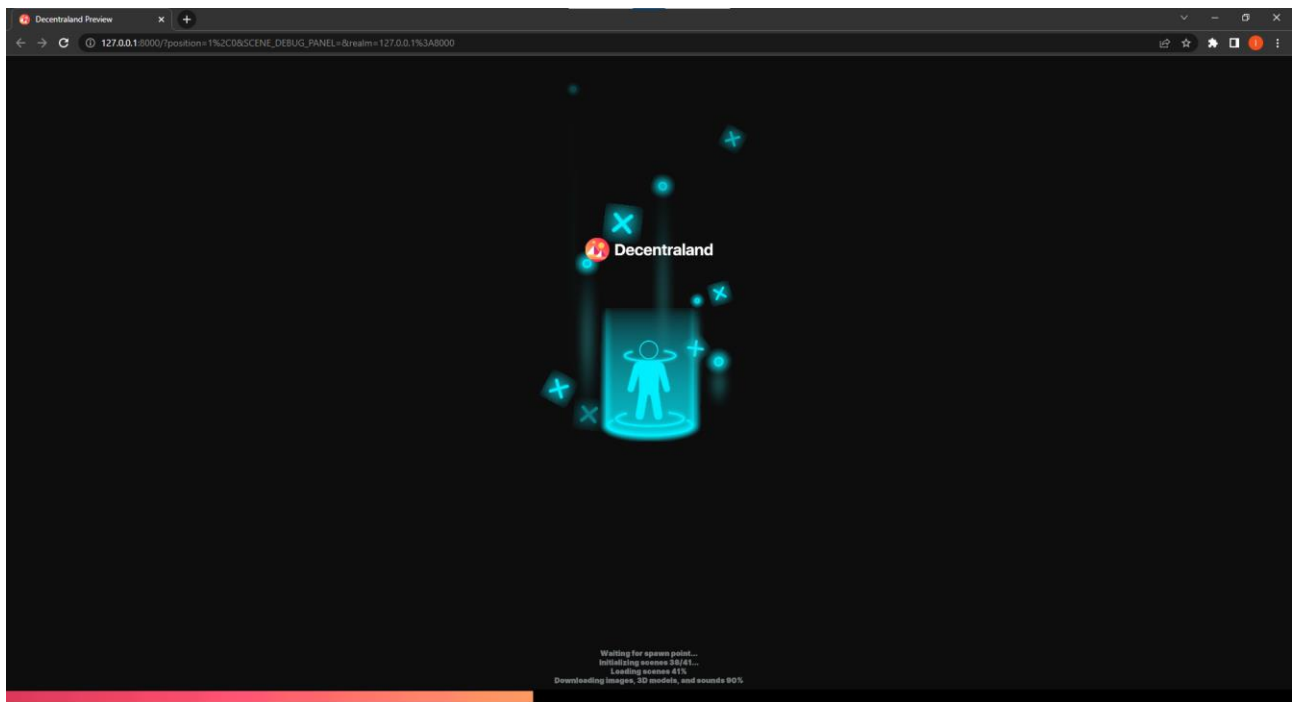 Decentraland Preview
127.0.0.1:8000/?position=1%2C0&SCENE_DEBUG_PANEL=&realm=127.0.0.1%3A8000
Decentraland
Waiting for spawn point...
Initializing scenes 38/41...
Loading scenes 41%
Downloading images, 3D models, and sounds 90%